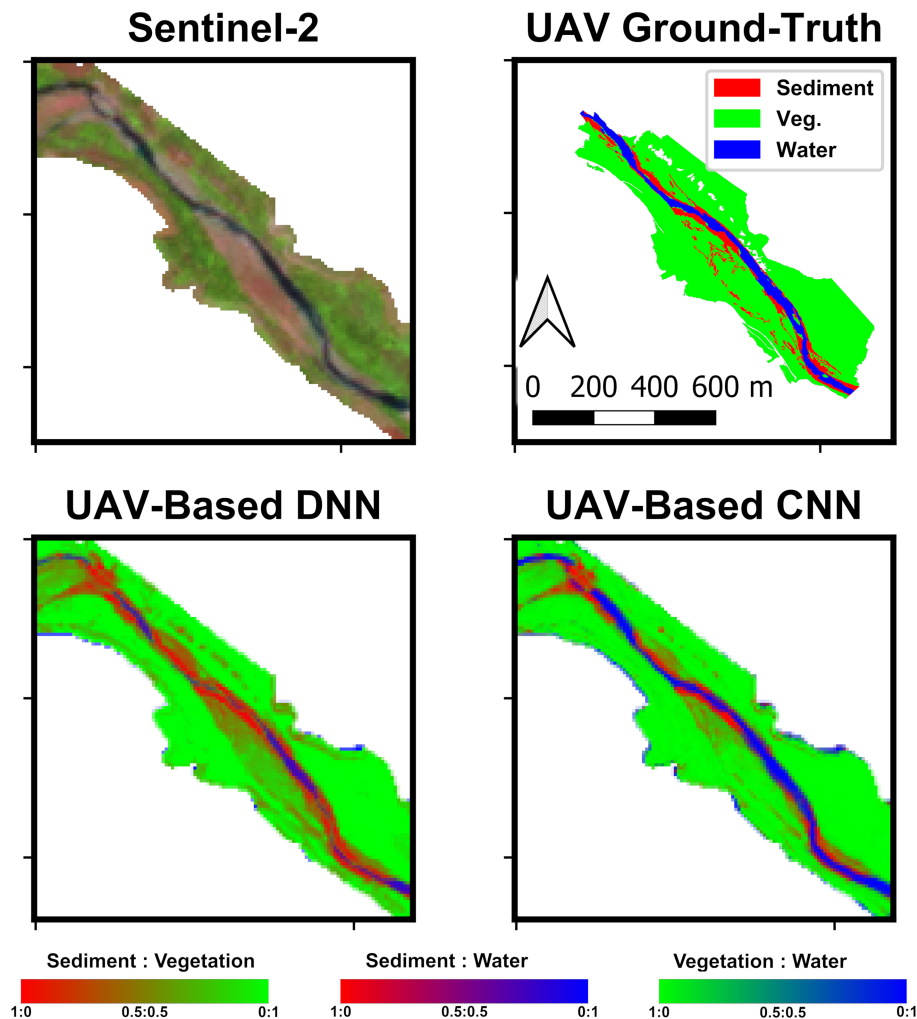 Sentinel-2
UAV Ground-Truth
Sediment
Veg.
Water
0 200 400 600 m
UAV-Based DNN
UAV-Based CNN
Sediment : Vegetation
Sediment : Water
Vegetation : Water
1:0 0.5:0.5 0:1
1:0 0.5:0.5 0:1
1:0 0.5:0.5 0:1